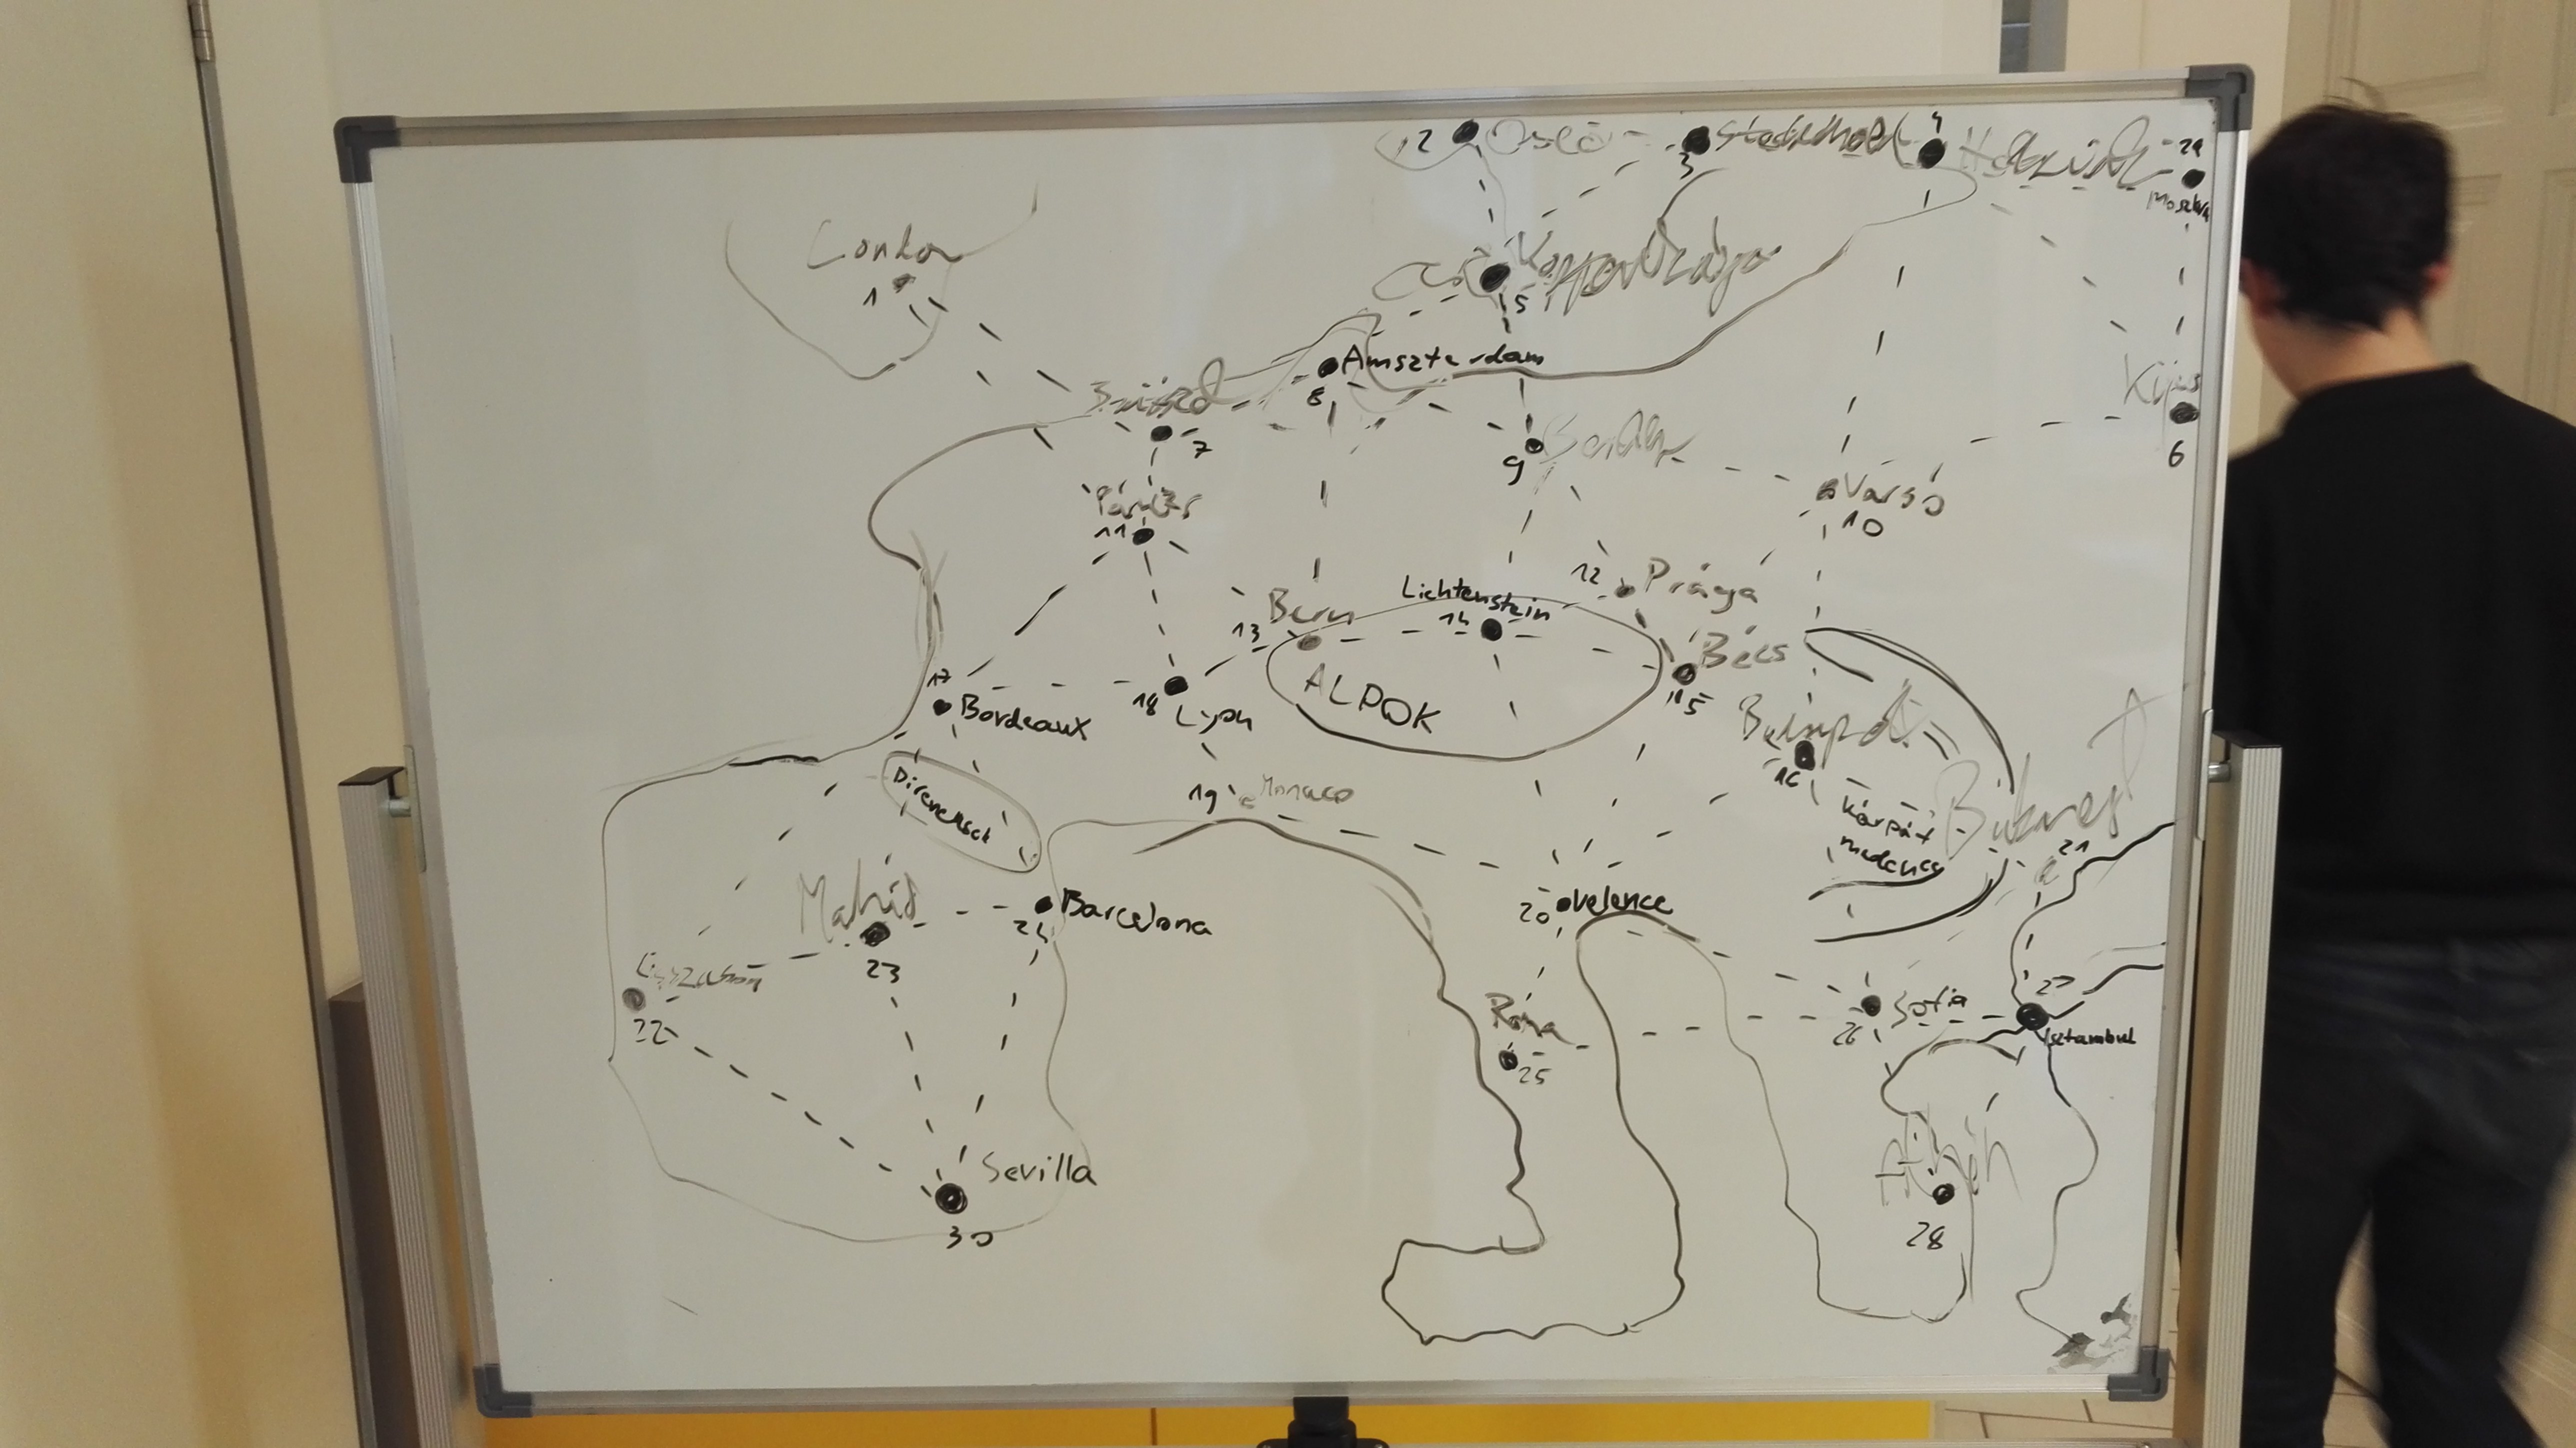 2 Osló
3 Stockholm
4 Helsinki
29
Moszkva
London
1
Koppenhága
5
Amszterdam
8
Brüsszel
7
Berlin
9
Kijev
6
Varsó
10
Párizs
11
12 Prága
13 Bern
Lichtenstein
14
Bécs
15
ALPOK
17
Bordeaux
18
Lyon
Budapest
16
Pireneusok
19 Monaco
Kárpát
medence
Bukarest
21
Madrid
23
Barcelona
24
20 Velence
Lisszabon
22
Róma
25
Szófia
26
27
Isztambul
Sevilla
30
Athén
28